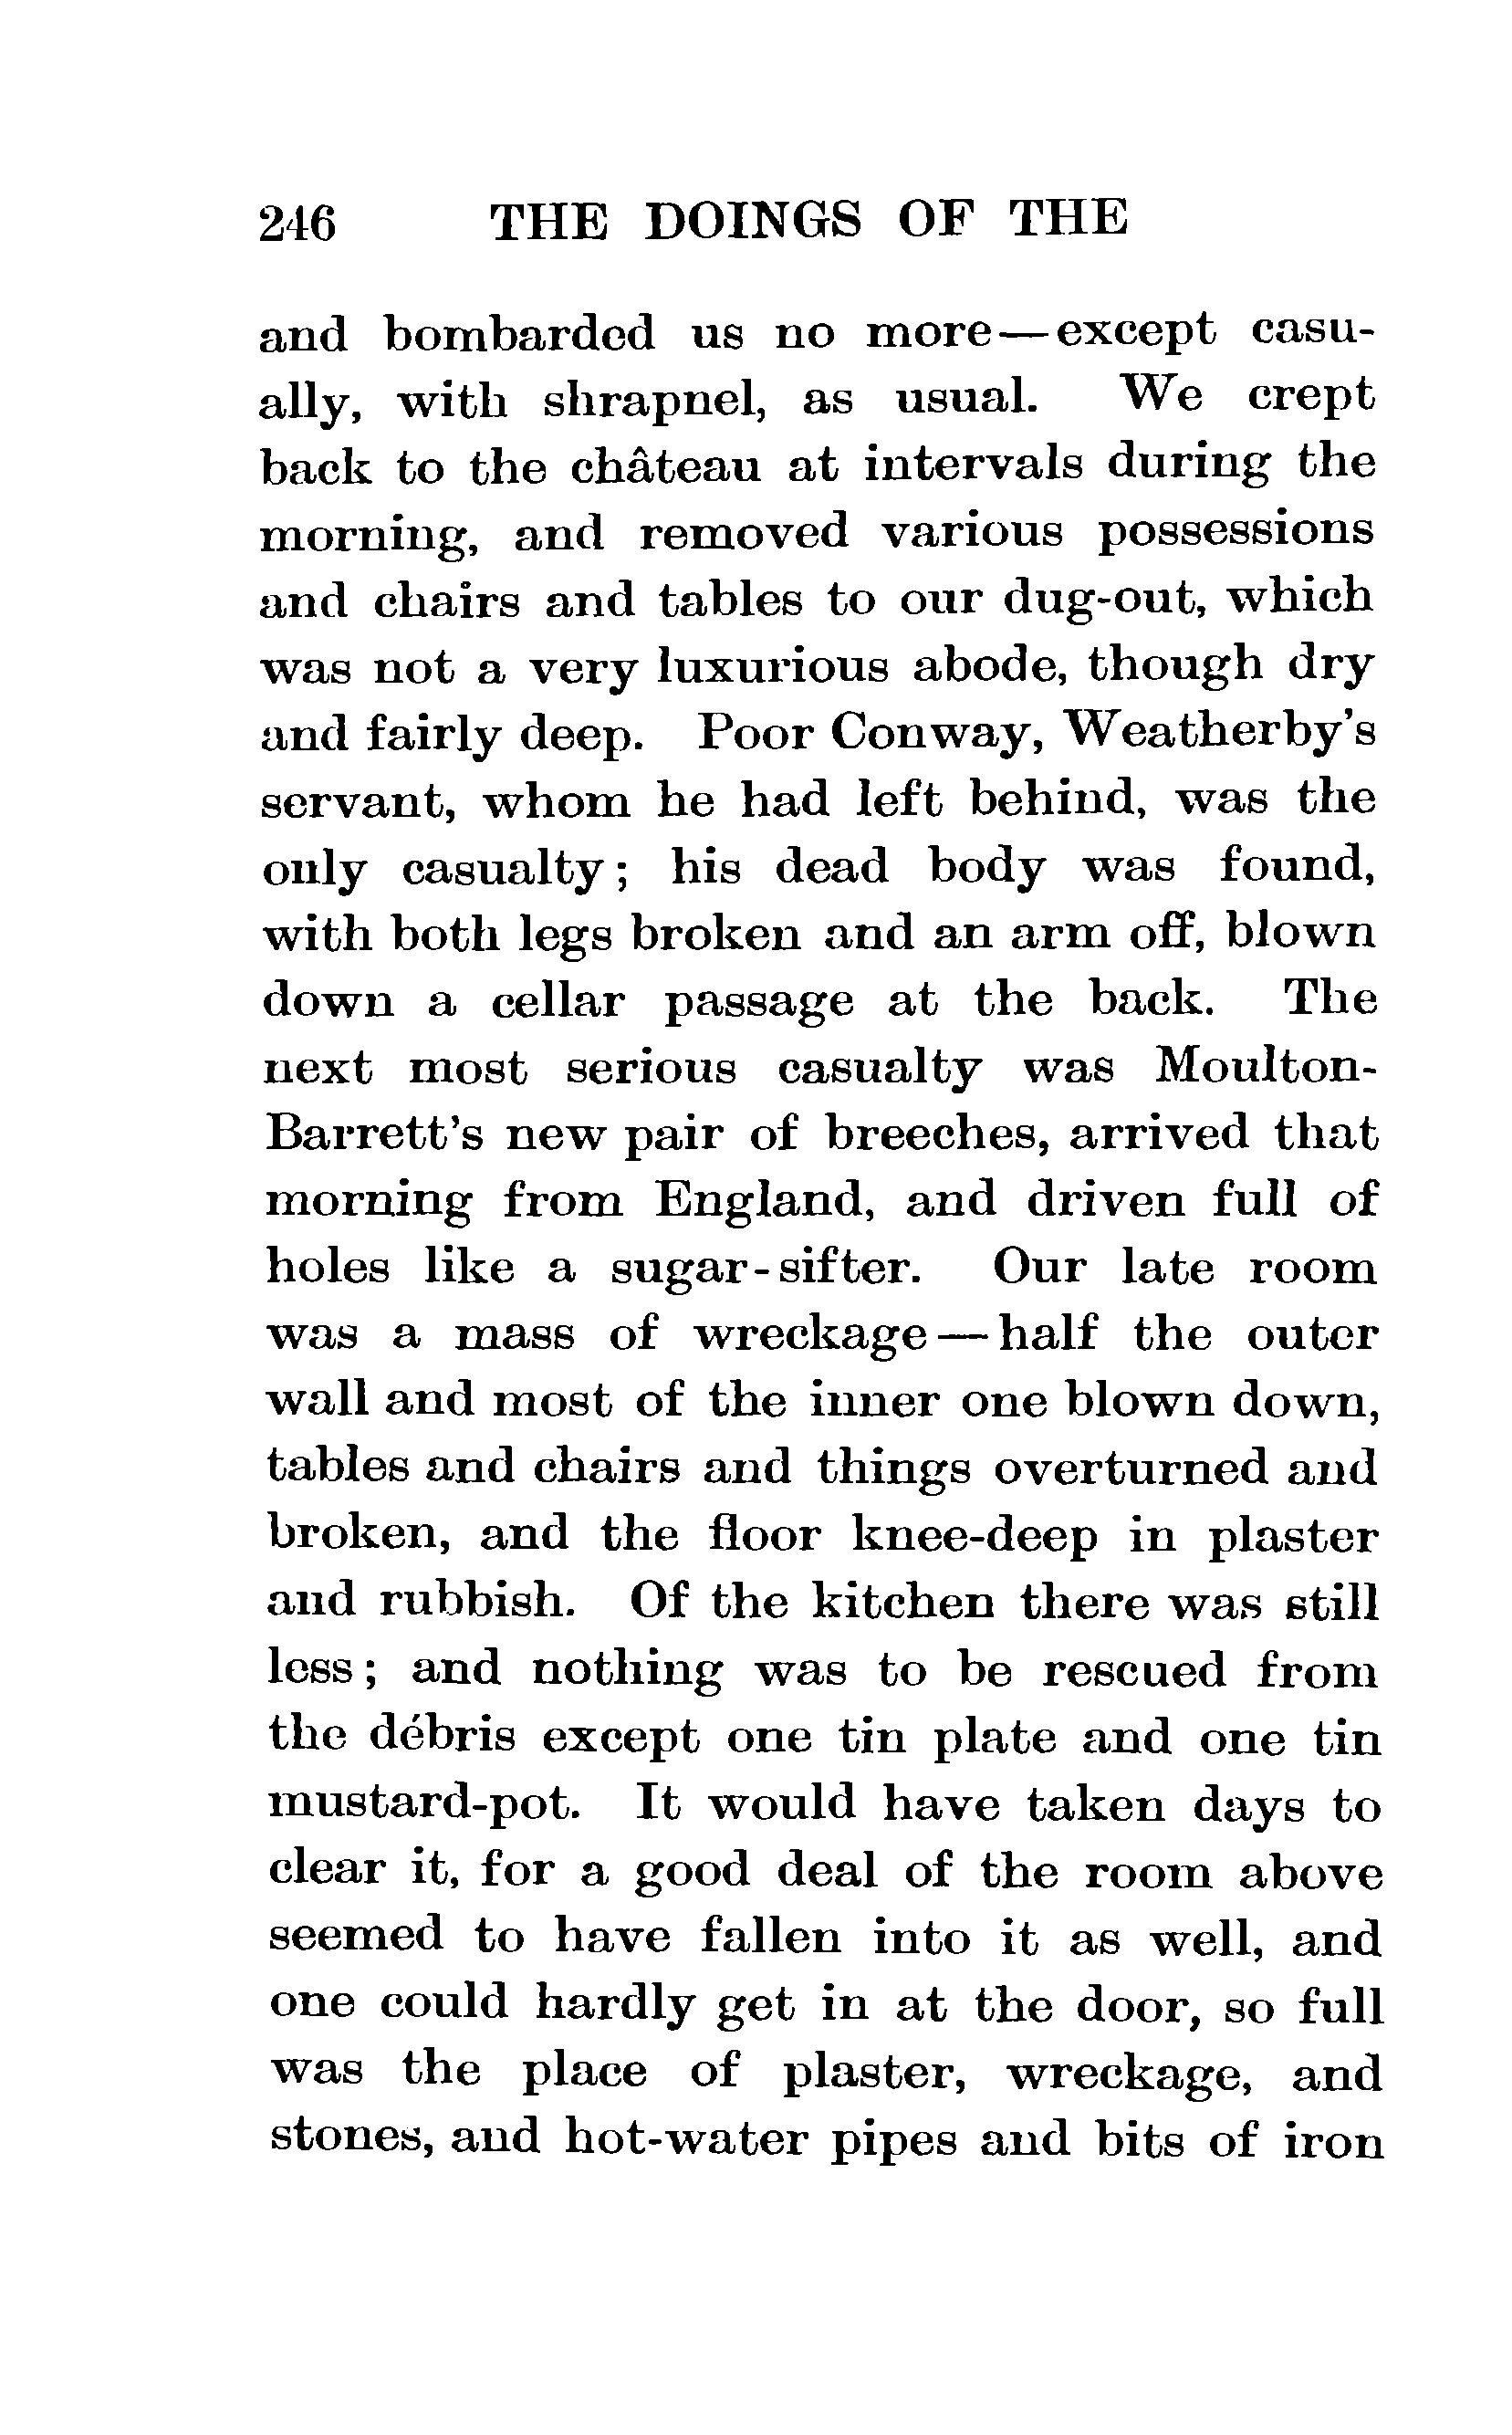 246 THE DOINGS OF THE
and bombarded us no more—except casu-
ally, with shrapnel, as usual. We crept
back to the château at intervals during the
morning, and removed various possessions
and chairs and tables to our dug-out, which
was not a very luxurious abode, though dry
and fairly deep. Poor Conway, Weatherby's
servant, whom he had left behind, was the
only casualty; his dead body was found,
with both legs broken and an arm off, blown
down a cellar passage at the back. The
next most serious casualty was Moulton-
Barrett's new pair of breeches, arrived that
morning from England, and driven full of
holes like a sugar-sifter. Our late room
was a mass of wreckage—half the outer
wall and most of the inner one blown down,
tables and chairs and things overturned and
broken, and the floor knee-deep in plaster
and rubbish. Of the kitchen there was still
less; and nothing was to be rescued from
the débris except one tin plate and one tin
mustard-pot. It would have taken days to
clear it, for a good deal of the room above
seemed to have fallen into it as well, and
one could hardly get in at the door, so full
was the place of plaster, wreckage, and
stones, and hot-water pipes and bits of iron